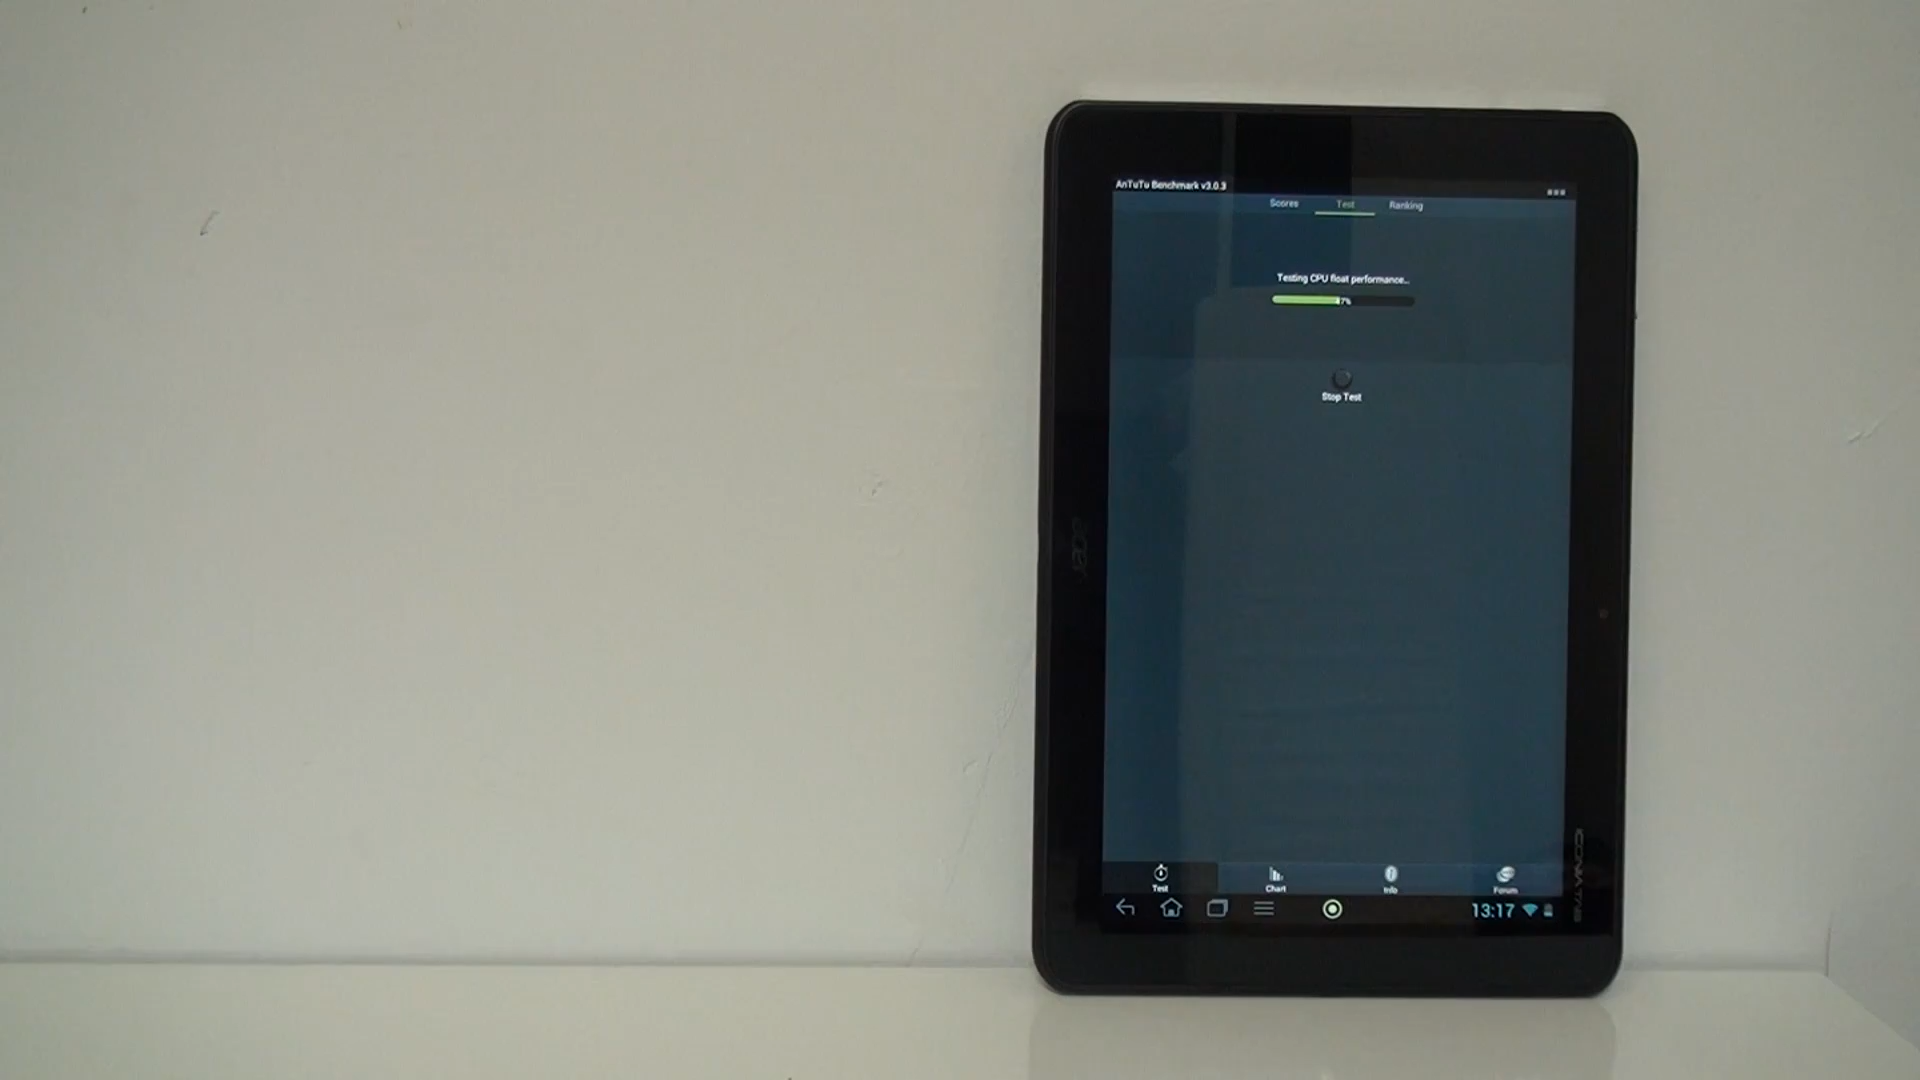 AnTuTu Benchmark v3.0.3
Scores Test Ranking
Testing CPU float performance...
47%
Stop Test
acer
Test Chart Info Forum
13:17
ICONIA TAB